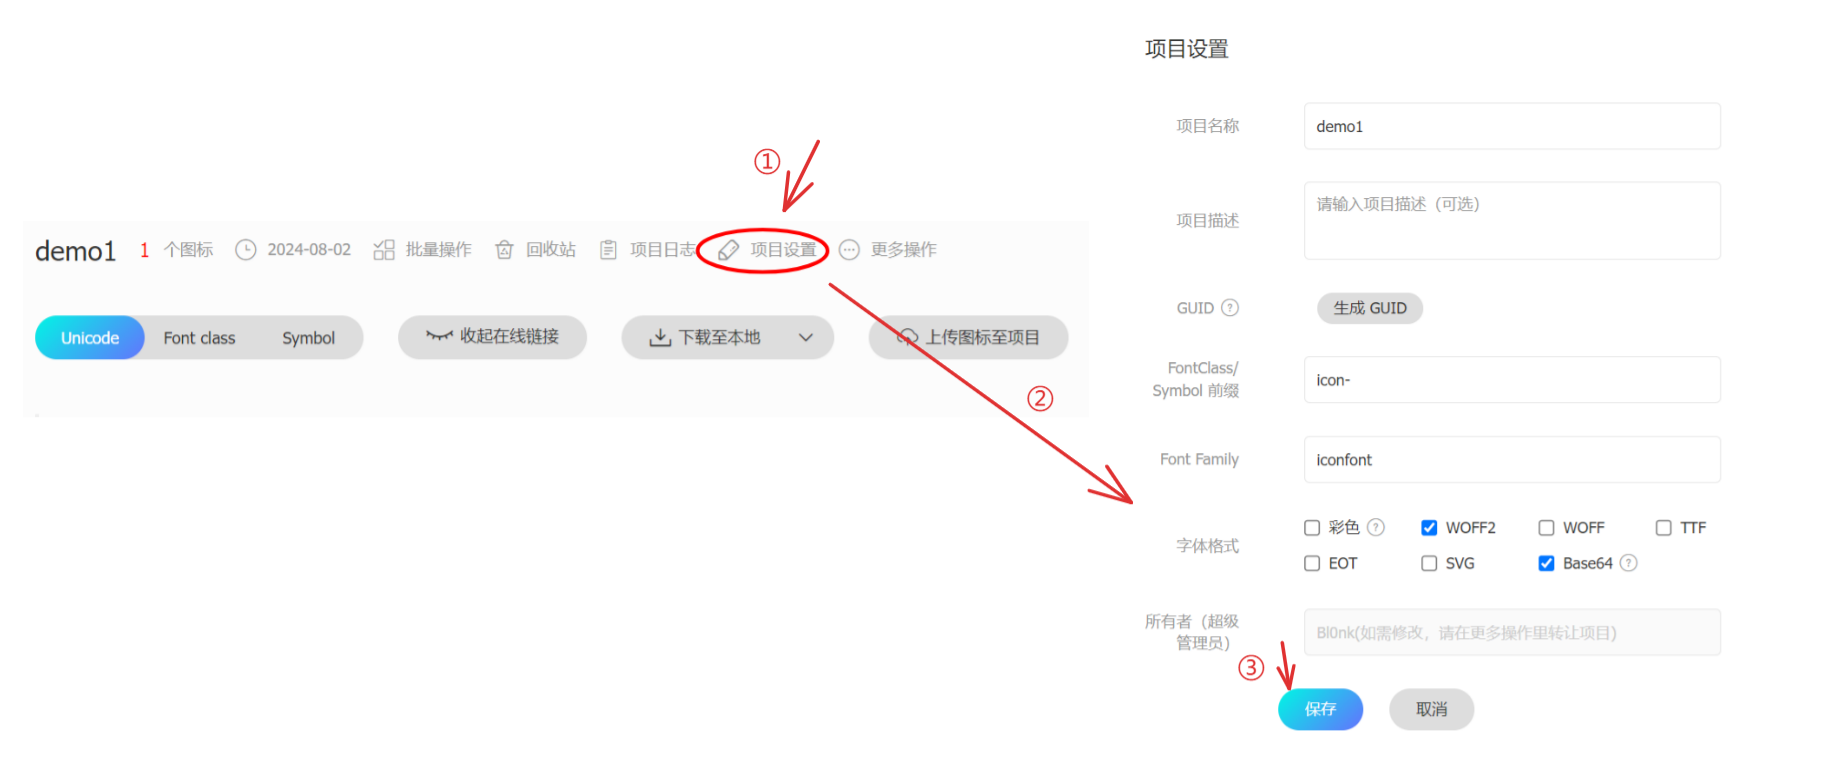 ①
demo1 1 个图标 2024-08-02 批量操作 回收站 项目日志 项目设置 更多操作
Unicode Font class Symbol 收起在线链接 下载至本地 上传图标至项目
②
项目设置
项目名称 demo1
项目描述 请输入项目描述（可选）
GUID ? 生成 GUID
FontClass/
Symbol 前缀 icon-
Font Family iconfont
字体格式
彩色 ? WOFF2 WOFF TTF
EOT SVG Base64 ?
所有者（超级
管理员） Bl0nk(如需修改，请在更多操作里转让项目)
③
保存 取消